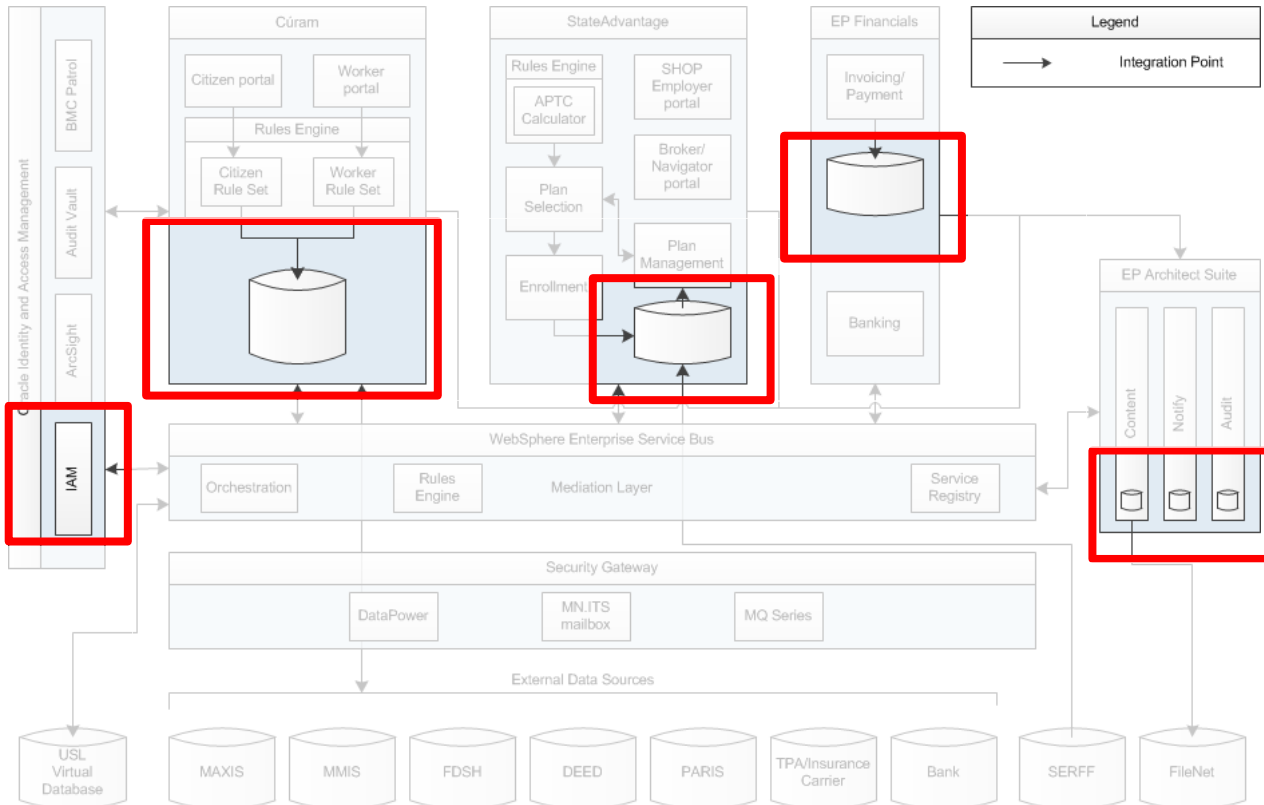 Cúram
StateAdvantage
EP Financials
Legend
Integration Point
Oracle Identity and Access Management
BMC Patrol
Audit Vault
ArcSight
IAM
Citizen portal
Worker
portal
Rules Engine
Citizen
Rule Set
Worker
Rule Set
Rules Engine
APTC
Calculator
Plan
Selection
Enrollment
SHOP
Employer
portal
Broker/
Navigator
portal
Plan
Management
Invoicing/
Payment
Banking
EP Architect Suite
Content
Notify
Audit
WebSphere Enterprise Service Bus
Orchestration
Rules
Engine
Mediation Layer
Service
Registry
Security Gateway
DataPower
MN.ITS
mailbox
MQ Series
External Data Sources
USL
Virtual
Database
MAXIS
MMIS
FDSH
DEED
PARIS
TPA/Insurance
Carrier
Bank
SERFF
FileNet